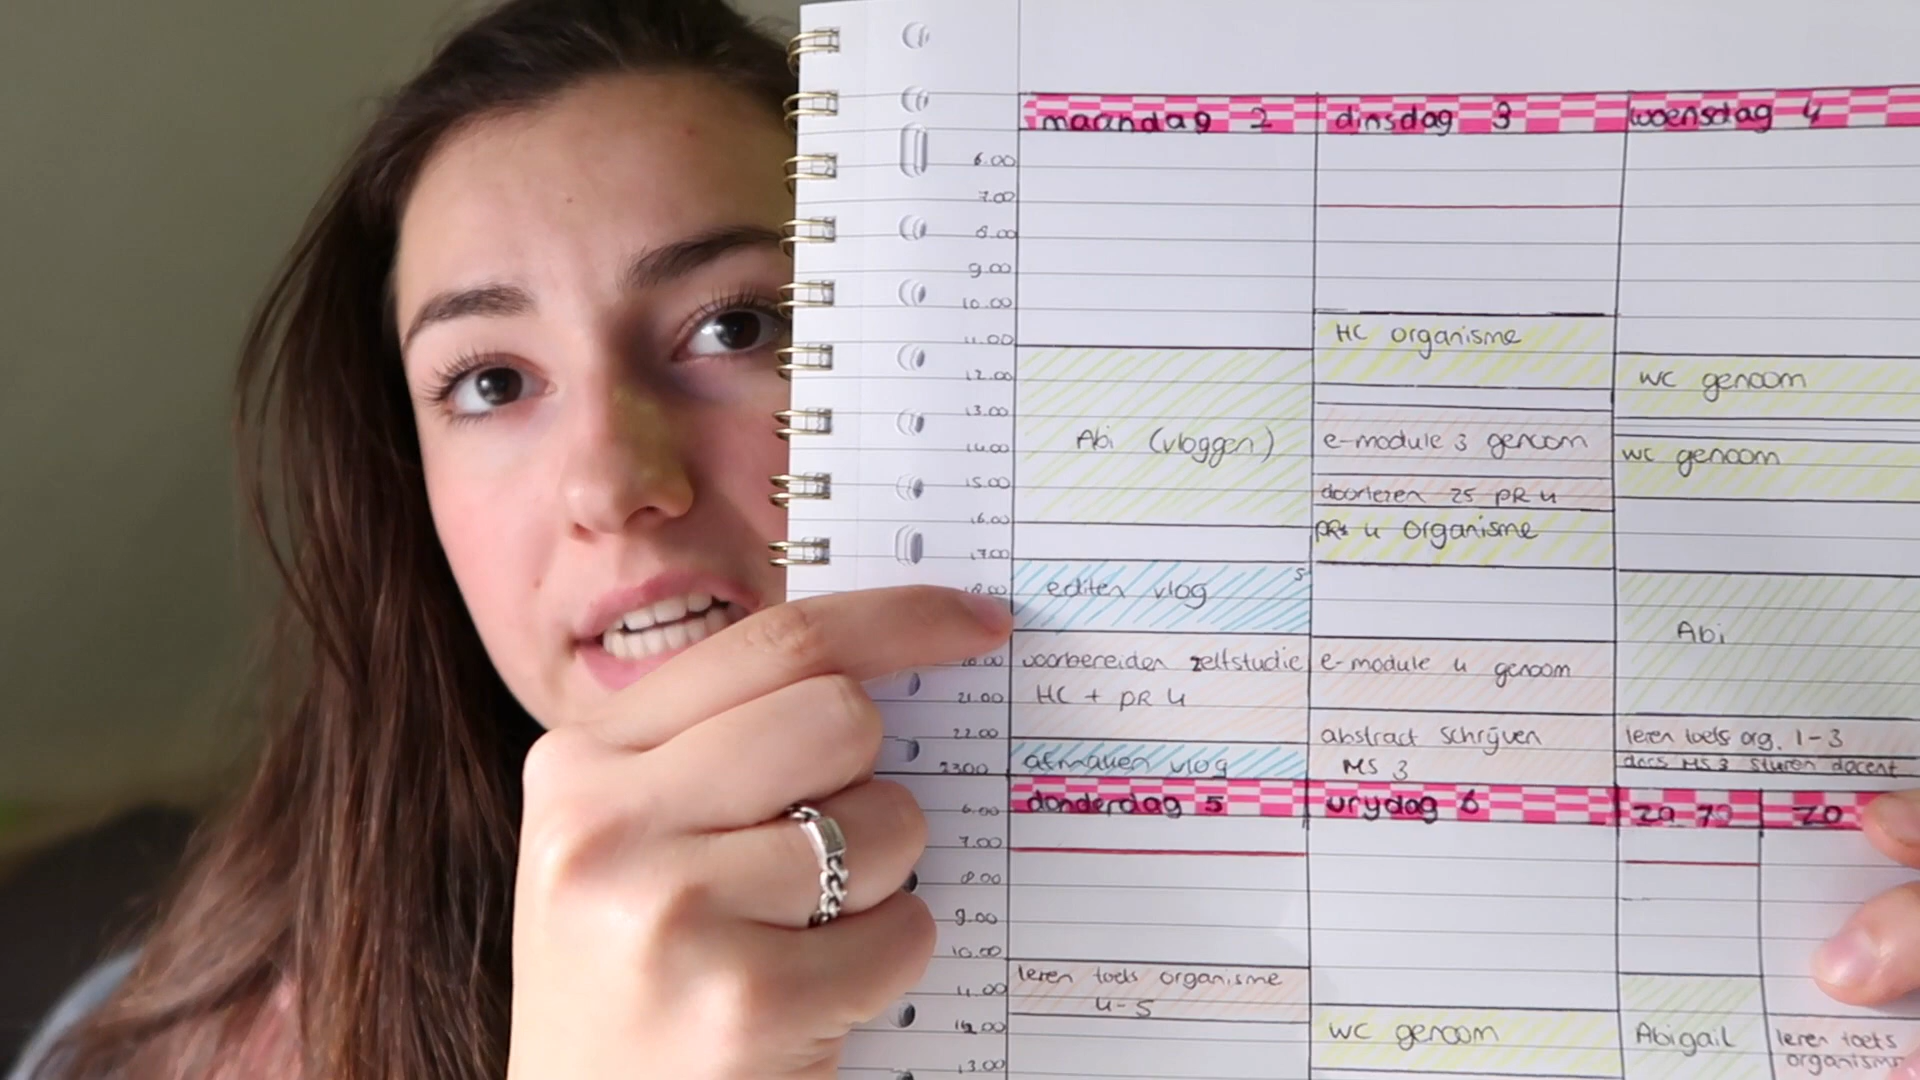 maandag 2
dinsdag 3
woensdag 4
6.00
7.00
8.00
9.00
10.00
11.00
12.00
13.00
14.00
15.00
16.00
17.00
18.00
20.00
21.00
22.00
23.00
Abi (vloggen)
editen vlog
5
voorbereiden zelfstudie
HC + PR 4
afmaken vlog
HC organisme
e-module 3 genoom
doorlezen ZS PR 4
PR 4 organisme
e-module 4 genoom
abstract schrijven
MS 3
WC genoom
WC genoom
Abi
leren toets org. 1-3
docs MS 3 sturen docent
donderdag 5
vrijdag 6
za 7
zo
6.00
7.00
8.00
9.00
10.00
11.00
12.00
13.00
leren toets organisme
4-5
WC genoom
Abigail
leren toets
organisme